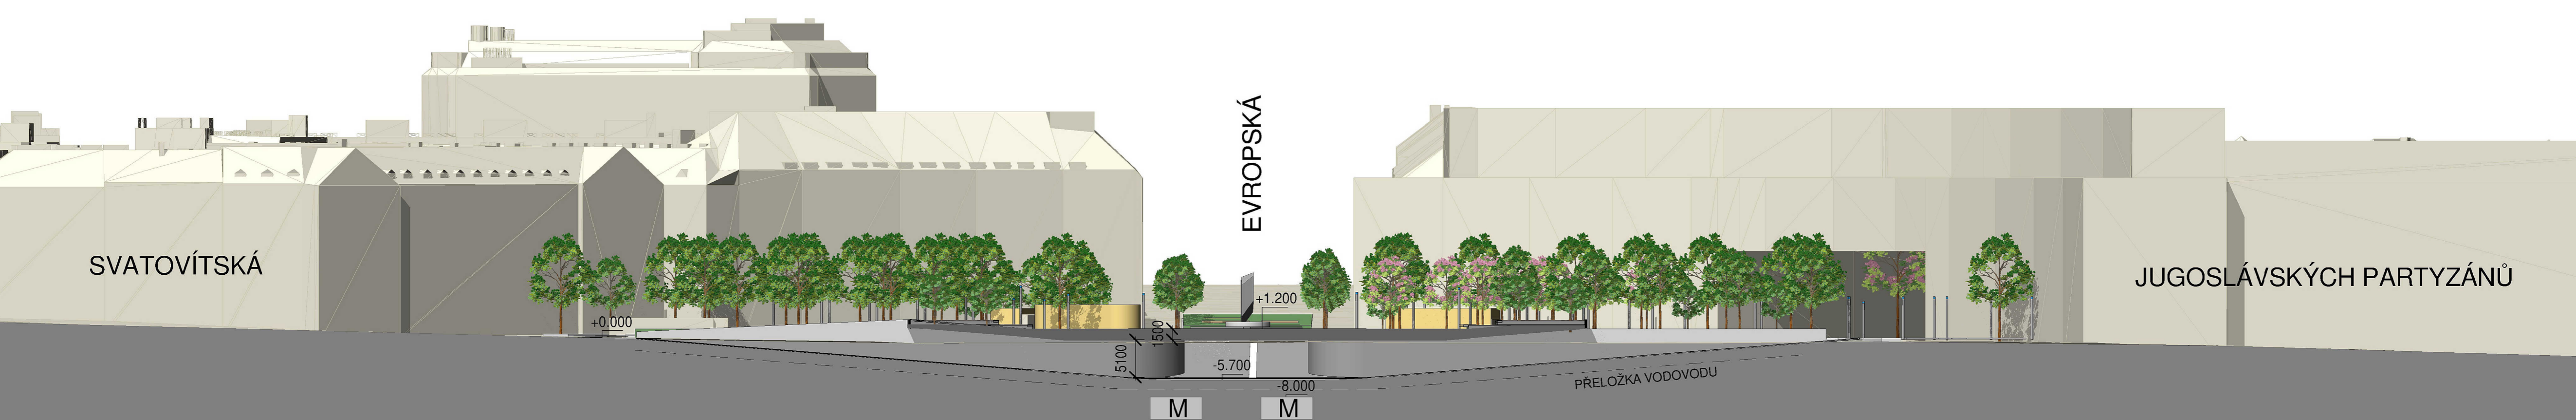 EVROPSKÁ
SVATOVÍTSKÁ
JUGOSLÁVSKÝCH PARTYZÁNŮ
+1.200
+0.000
1500
5100
-5.700
-8.000
PŘELOŽKA VODOVODU
M M